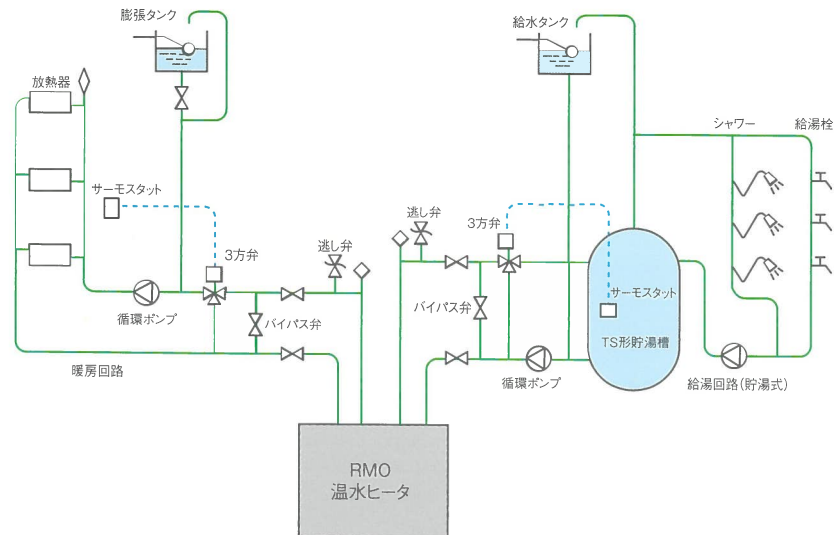 膨張タンク
給水タンク
放熱器
シャワー
給湯栓
サーモスタット
3方弁
逃し弁
逃し弁
3方弁
サーモスタット
循環ポンプ
バイパス弁
バイパス弁
TS形貯湯槽
暖房回路
循環ポンプ
給湯回路(貯湯式)
RMO
温水ヒータ